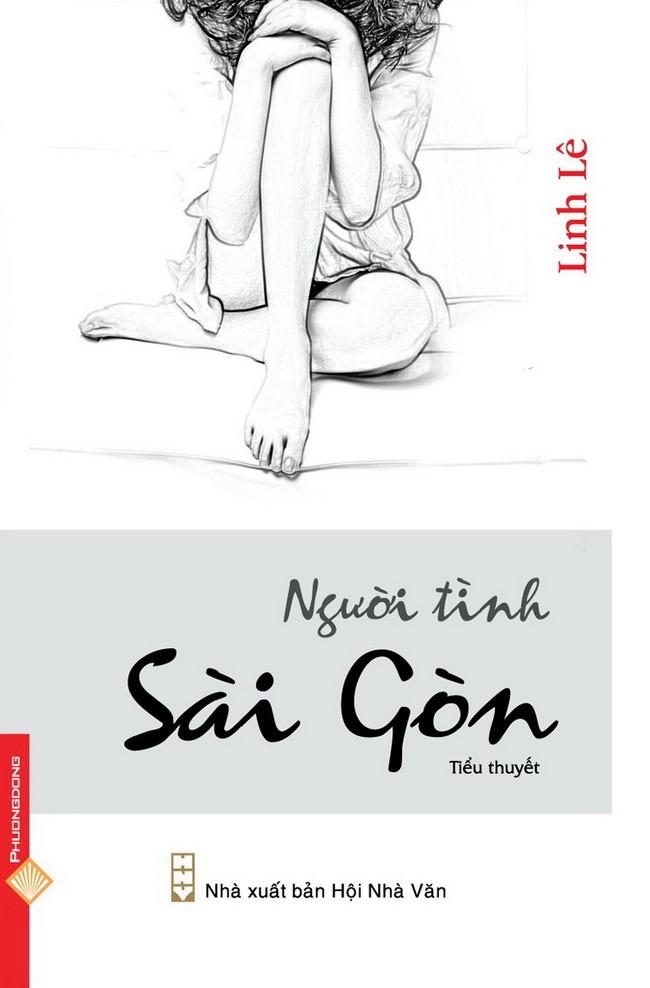 Linh Lê
Người tình
Sài Gòn
Tiểu thuyết
PHUONGDONG
Nhà xuất bản Hội Nhà Văn